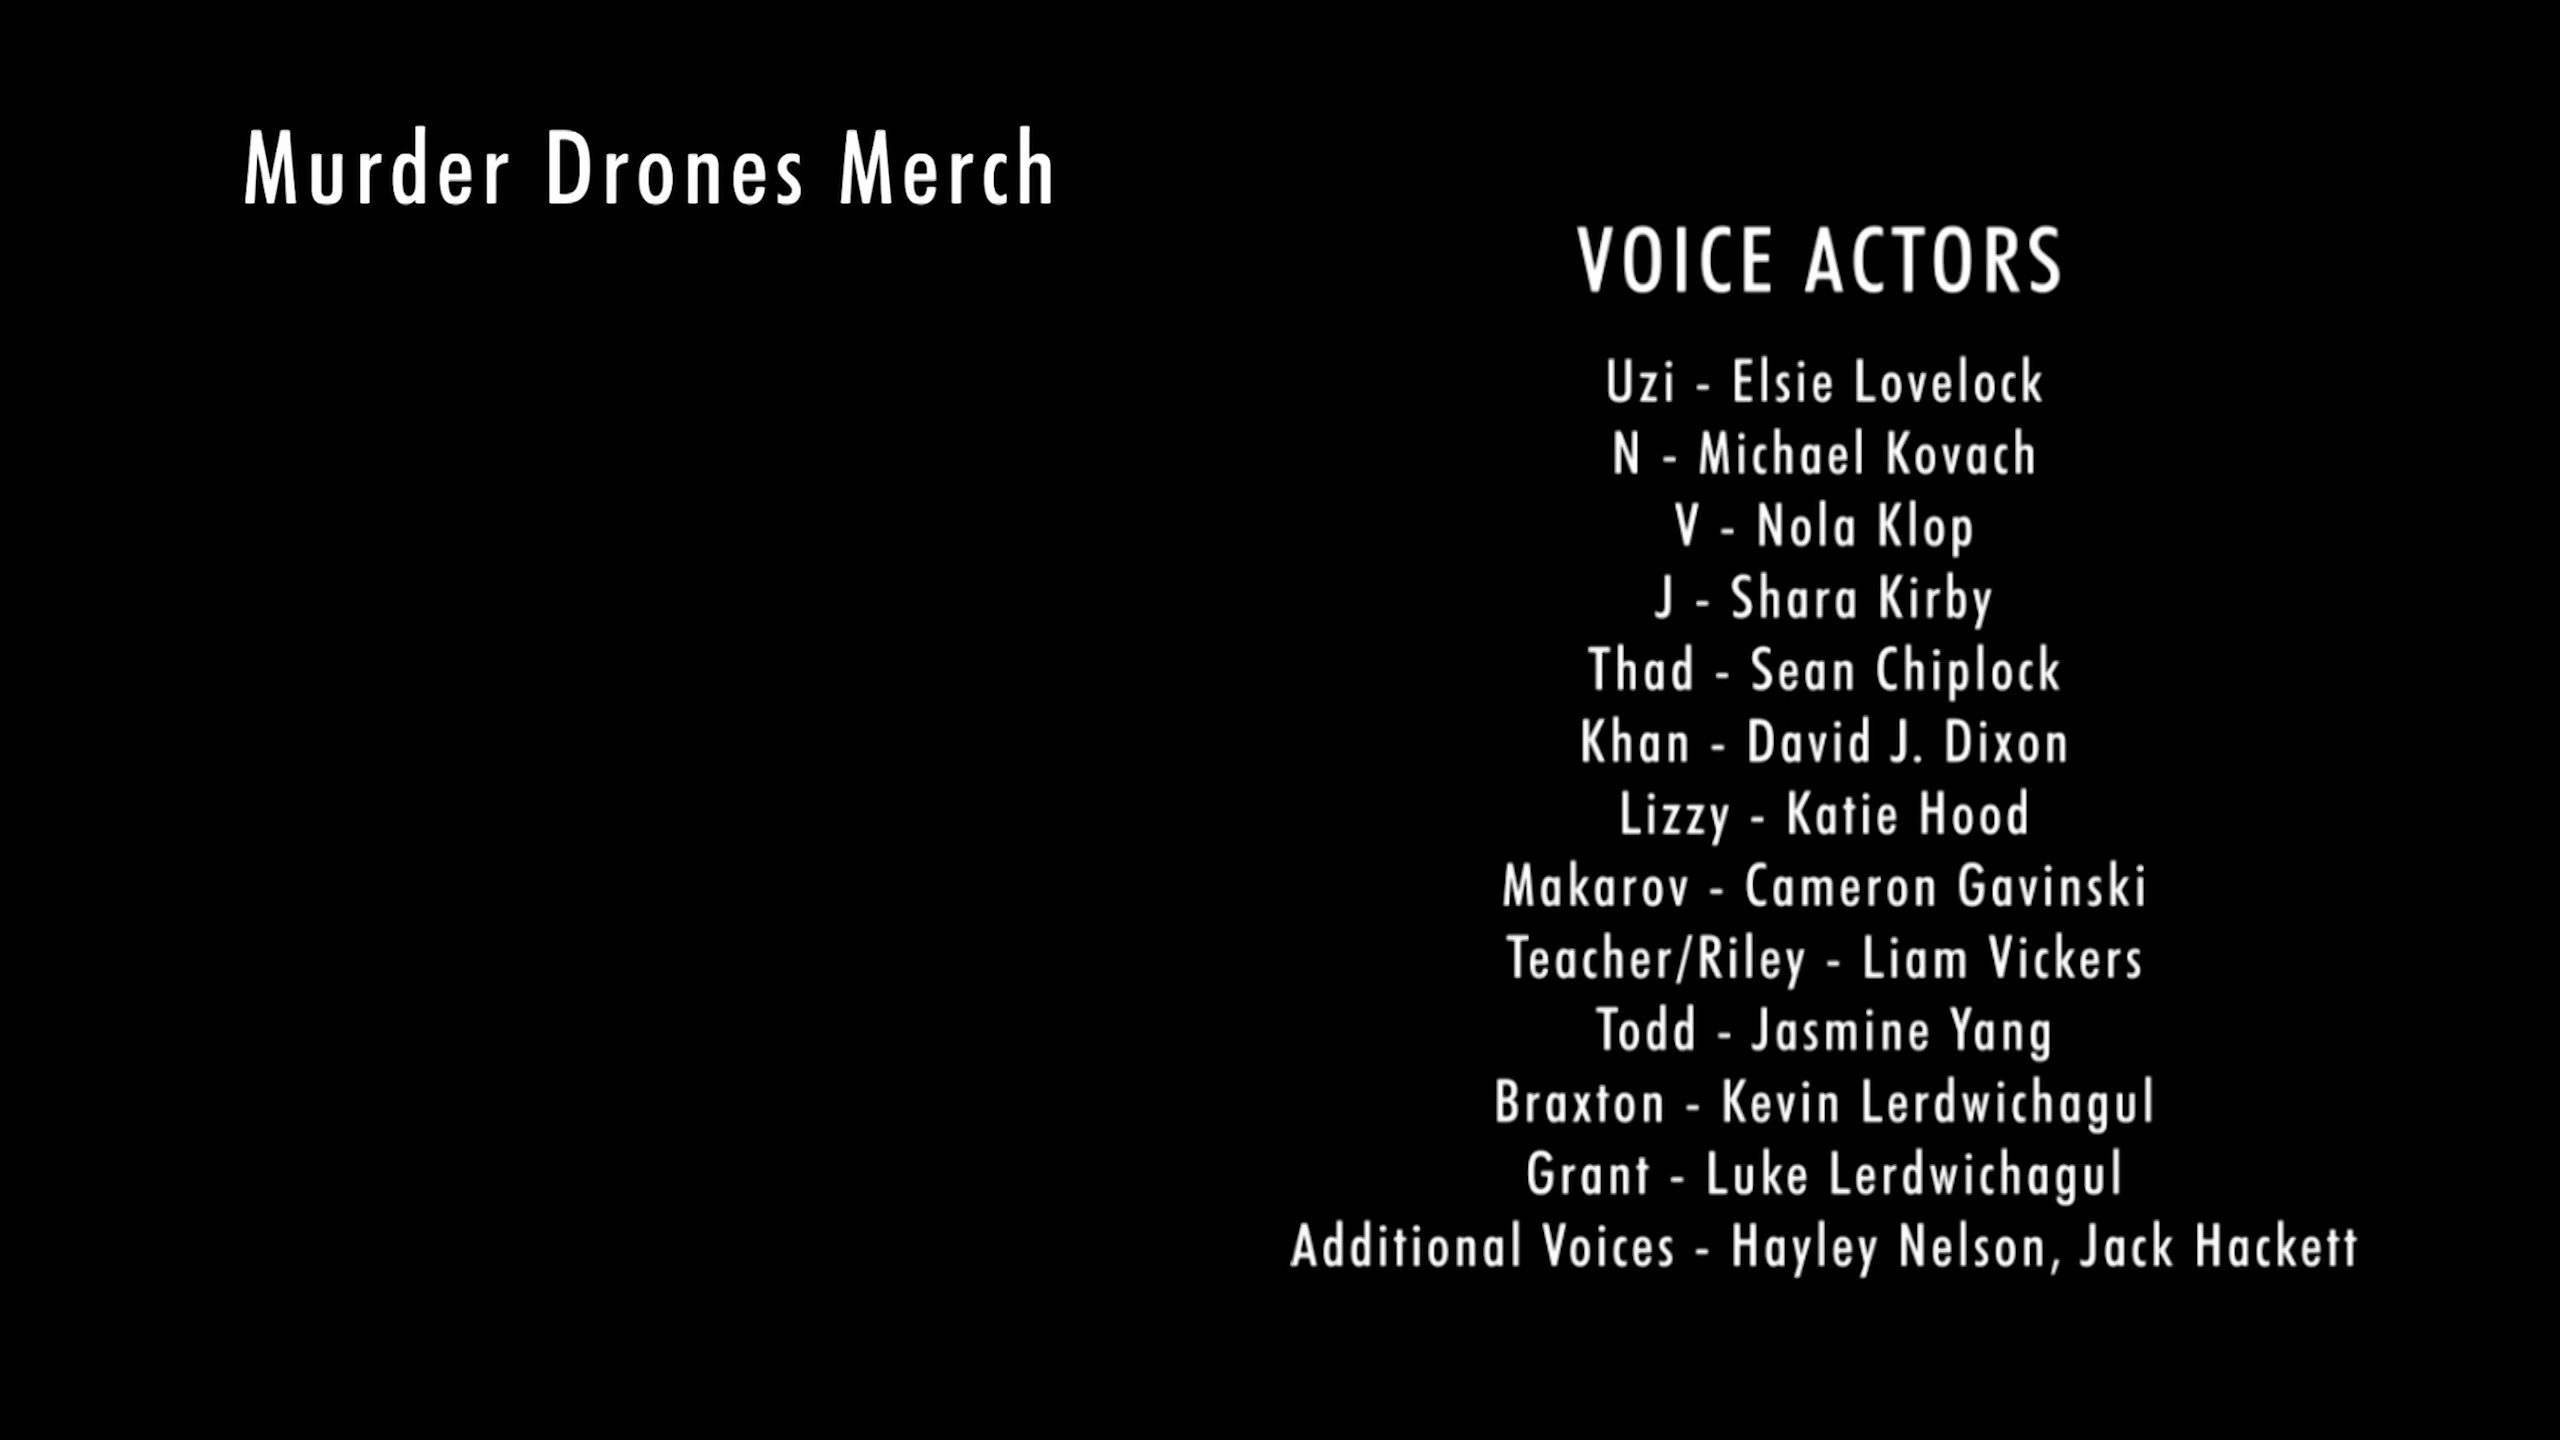 Murder Drones Merch
VOICE ACTORS
Uzi - Elsie Lovelock
N - Michael Kovach
V - Nola Klop
J - Shara Kirby
Thad - Sean Chiplock
Khan - David J. Dixon
Lizzy - Katie Hood
Makarov - Cameron Gavinski
Teacher/Riley - Liam Vickers
Todd - Jasmine Yang
Braxton - Kevin Lerdwichagul
Grant - Luke Lerdwichagul
Additional Voices - Hayley Nelson, Jack Hackett